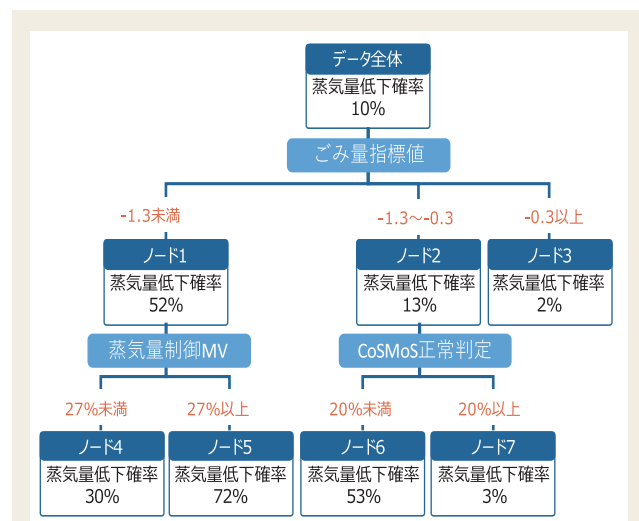 データ全体
蒸気量低下確率
10%
ごみ量指標値
-1.3未満
-1.3～-0.3
-0.3以上
ノード1
蒸気量低下確率
52%
ノード2
蒸気量低下確率
13%
ノード3
蒸気量低下確率
2%
蒸気量制御MV
CoSMoS正常判定
27%未満
27%以上
20%未満
20%以上
ノード4
蒸気量低下確率
30%
ノード5
蒸気量低下確率
72%
ノード6
蒸気量低下確率
53%
ノード7
蒸気量低下確率
3%